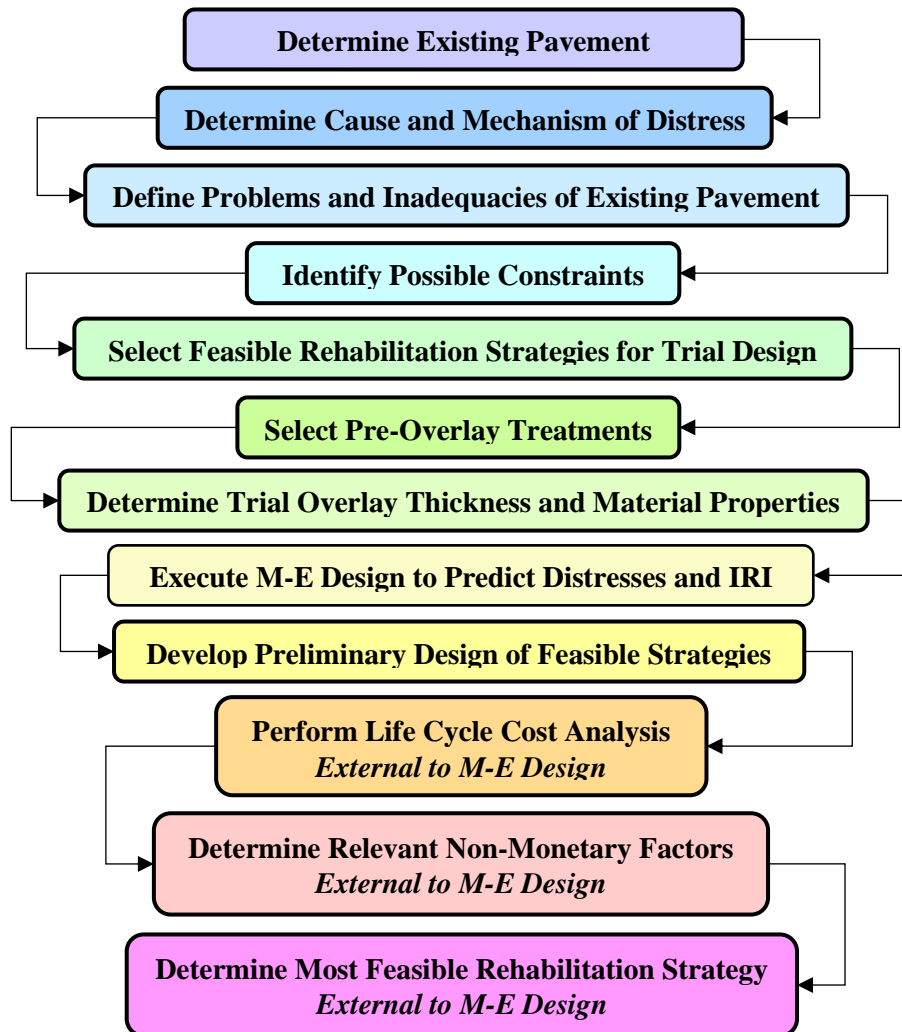 Determine Existing Pavement
Determine Cause and Mechanism of Distress
Define Problems and Inadequacies of Existing Pavement
Identify Possible Constraints
Select Feasible Rehabilitation Strategies for Trial Design
Select Pre-Overlay Treatments
Determine Trial Overlay Thickness and Material Properties
Execute M-E Design to Predict Distresses and IRI
Develop Preliminary Design of Feasible Strategies
Perform Life Cycle Cost Analysis
External to M-E Design
Determine Relevant Non-Monetary Factors
External to M-E Design
Determine Most Feasible Rehabilitation Strategy
External to M-E Design